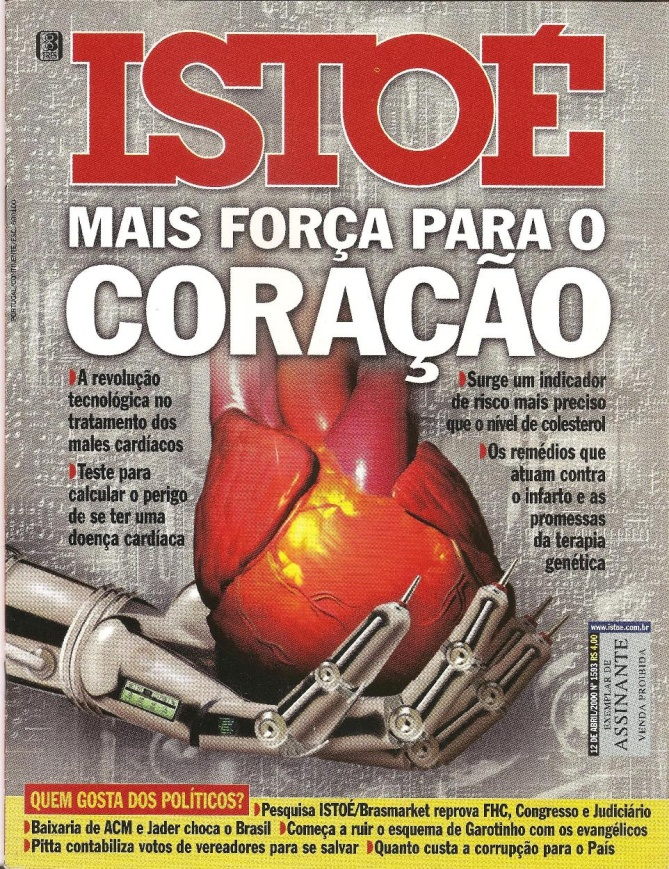 ISTOÉ
MAIS FORÇA PARA O
CORAÇÃO
A revolução
tecnológica no
tratamento dos
males cardíacos
Teste para
calcular o perigo
de se ter uma
doença cardíaca
Surge um indicador
de risco mais preciso
que o nível de colesterol
Os remédios que
atuam contra
o infarto e as
promessas
da terapia
genética
www.istoe.com.br
12 DE ABRIL/2000 Nº 1593 R$ 4,00
EXEMPLAR DE
ASSINANTE
VENDA PROIBIDA
QUEM GOSTA DOS POLÍTICOS?
Pesquisa ISTOÉ/Brasmarket reprova FHC, Congresso e Judiciário
Baixaria de ACM e Jader choca o Brasil Começa a ruir o esquema de Garotinho com os evangélicos
Pitta contabiliza votos de vereadores para se salvar Quanto custa a corrupção para o País